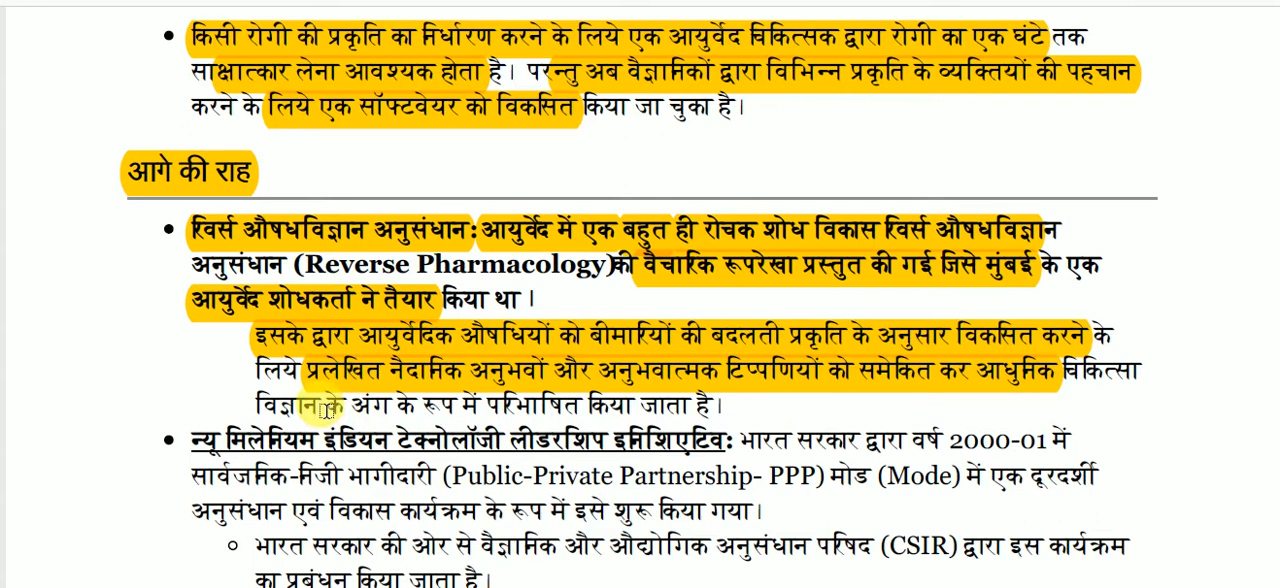 किसी रोगी की प्रकृति का निर्धारण करने के लिये एक आयुर्वेद चिकित्सक द्वारा रोगी का एक घंटे तक
साक्षात्कार लेना आवश्यक होता है। परन्तु अब वैज्ञानिकों द्वारा विभिन्न प्रकृति के व्यक्तियों की पहचान
करने के लिये एक सॉफ्टवेयर को विकसित किया जा चुका है।
आगे की राह
रिवर्स औषधविज्ञान अनुसंधान: आयुर्वेद में एक बहुत ही रोचक शोध विकास रिवर्स औषधविज्ञान
अनुसंधान (Reverse Pharmacology)की वैचारिक रूपरेखा प्रस्तुत की गई जिसे मुंबई के एक
आयुर्वेद शोधकर्ता ने तैयार किया था ।
इसके द्वारा आयुर्वेदिक औषधियों को बीमारियों की बदलती प्रकृति के अनुसार विकसित करने के
लिये प्रलेखित नैदानिक अनुभवों और अनुभवात्मक टिप्पणियों को समेकित कर आधुनिक चिकित्सा
विज्ञान के अंग के रूप में परिभाषित किया जाता है।
न्यू मिलेनियम इंडियन टेक्नोलॉजी लीडरशिप इनिशिएटिव: भारत सरकार द्वारा वर्ष 2000-01 में
सार्वजनिक-निजी भागीदारी (Public-Private Partnership- PPP) मोड (Mode) में एक दूरदर्शी
अनुसंधान एवं विकास कार्यक्रम के रूप में इसे शुरू किया गया।
भारत सरकार की ओर से वैज्ञानिक और औद्योगिक अनुसंधान परिषद (CSIR) द्वारा इस कार्यक्रम
का प्रबंधन किया जाता है।